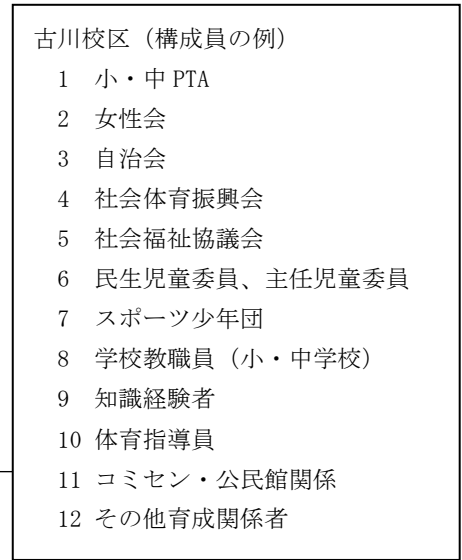 古川校区（構成員の例）
1 小・中 PTA
2 女性会
3 自治会
4 社会体育振興会
5 社会福祉協議会
6 民生児童委員、主任児童委員
7 スポーツ少年団
8 学校教職員（小・中学校）
9 知識経験者
10 体育指導員
11 コミセン・公民館関係
12 その他育成関係者